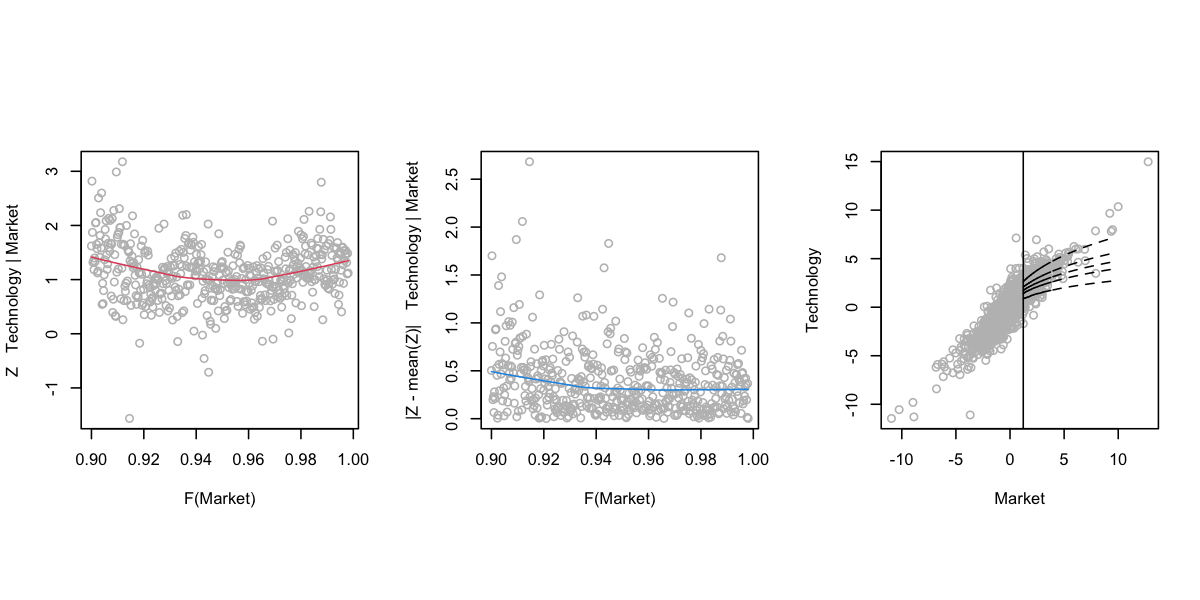 Z   Technology | Market
3
2
1
0
-1
0.90 0.92 0.94 0.96 0.98 1.00
F(Market)
|Z - mean(Z)|   Technology | Market
2.5
2.0
1.5
1.0
0.5
0.0
0.90 0.92 0.94 0.96 0.98 1.00
F(Market)
Technology
15
10
5
0
-5
-10
-10 -5 0 5 10
Market